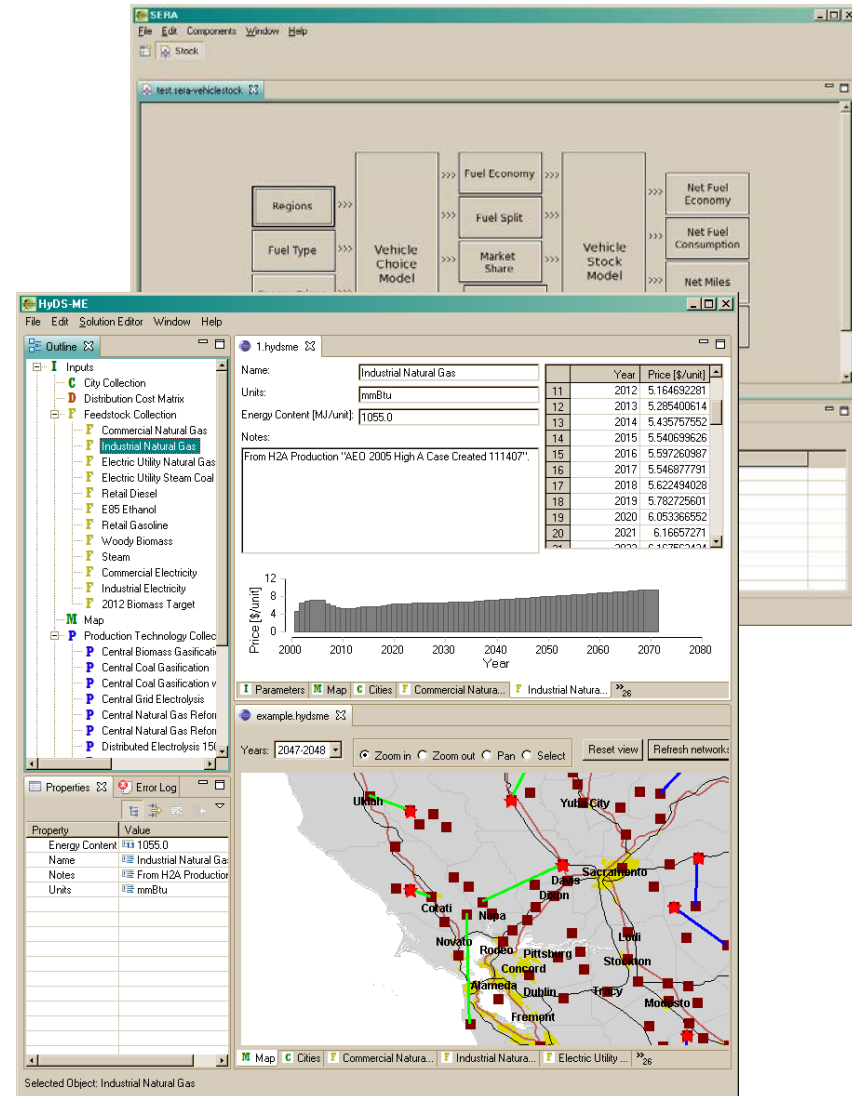 SERA
File Edit Components Window Help
Stock
test.sera-vehiclestock
Regions
Fuel Type
Vehicle
Choice
Model
Fuel Economy
Fuel Split
Market
Share
Vehicle
Stock
Model
Net Fuel
Economy
Net Fuel
Consumption
Net Miles
>>>
>>>
>>>
>>>
>>>
>>>
>>>
>>>
>>>
>>>
>>>
HyDS-ME
File Edit Solution Editor Window Help
Outline
I Inputs
C City Collection
D Distribution Cost Matrix
F Feedstock Collection
F Commercial Natural Gas
F Industrial Natural Gas
F Electric Utility Natural Gas
F Electric Utility Steam Coal
F Retail Diesel
F E85 Ethanol
F Retail Gasoline
F Woody Biomass
F Steam
F Commercial Electricity
F Industrial Electricity
F 2012 Biomass Target
M Map
P Production Technology Collec
P Central Biomass Gasificati
P Central Coal Gasification
P Central Coal Gasification w
P Central Grid Electrolysis
P Central Natural Gas Refor
P Central Natural Gas Refor
P Distributed Electrolysis 150
1.hydsme
Name: Industrial Natural Gas
Units: mmBtu
Energy Content [MJ/unit]: 1055.0
Notes:
From H2A Production "AEO 2005 High A Case Created 111407".
Year Price [$/unit]
11 2012 5.164692281
12 2013 5.285400614
13 2014 5.435757552
14 2015 5.540699626
15 2016 5.597260987
16 2017 5.546877791
17 2018 5.622494028
18 2019 5.782725601
19 2020 6.053366552
20 2021 6.16657271
Price [$/unit]
12
8
4
0
2000 2010 2020 2030 2040 2050 2060 2070 2080
Year
I Parameters M Map C Cities F Commercial Natura... F Industrial Natura... »26
example.hydsme
Years: 2047-2048 Zoom in Zoom out Pan Select Reset view Refresh networks
Ukiah
Yuba City
Sacramento
Davis
Dixon
Cotati
Napa
Novato
Rodeo
Pittsburg
Lodi
Concord
Stockton
Alameda
Dublin
Tracy
Modesto
Fremont
M Map C Cities F Commercial Natura... F Industrial Natura... F Electric Utility ... »26
Properties Error Log
Property Value
Energy Content 1055.0
Name Industrial Natural Ga
Notes From H2A Production
Units mmBtu
Selected Object: Industrial Natural Gas